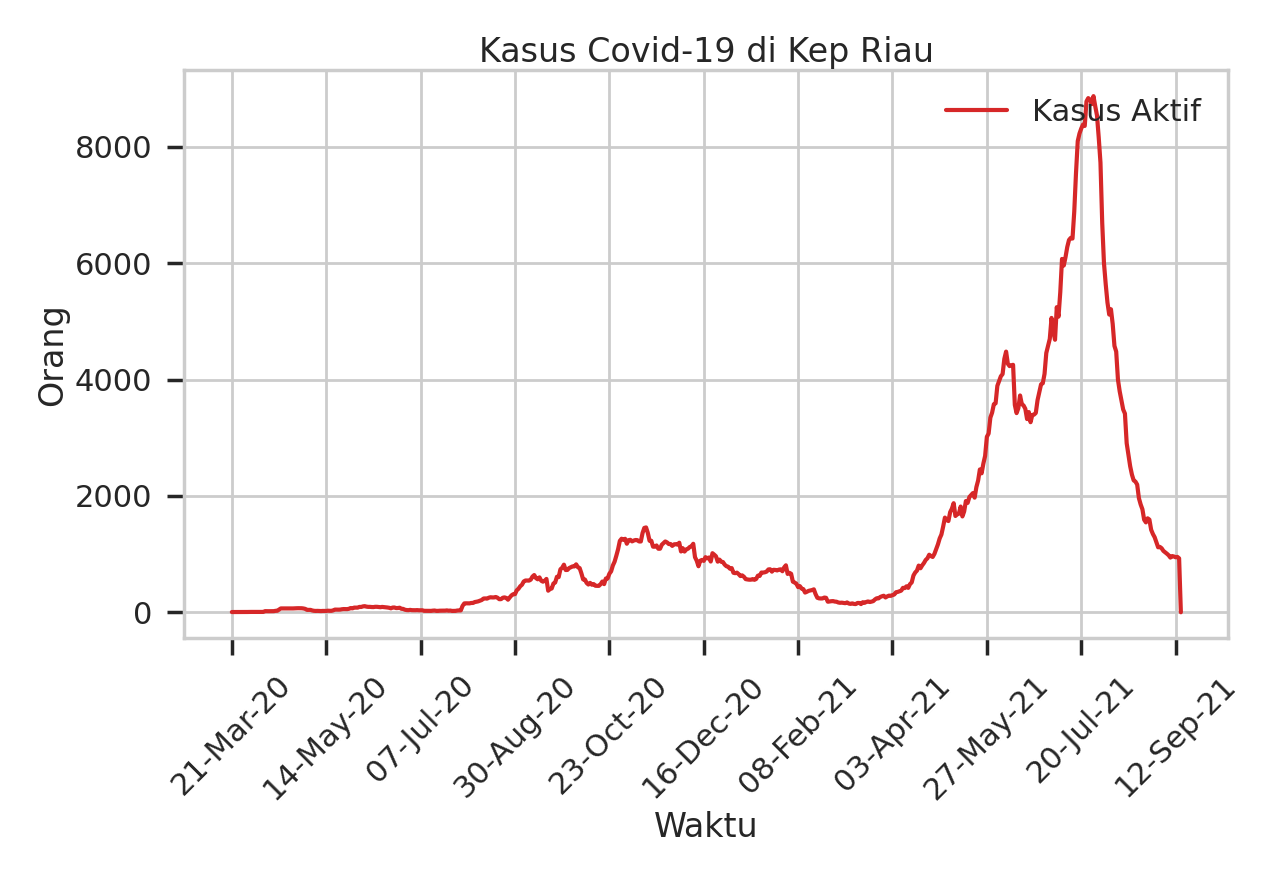 Kasus Covid-19 di Kep Riau
Kasus Aktif
8000
6000
4000
2000
0
Orang
21-Mar-20
14-May-20
07-Jul-20
30-Aug-20
23-Oct-20
16-Dec-20
08-Feb-21
03-Apr-21
27-May-21
20-Jul-21
12-Sep-21
Waktu